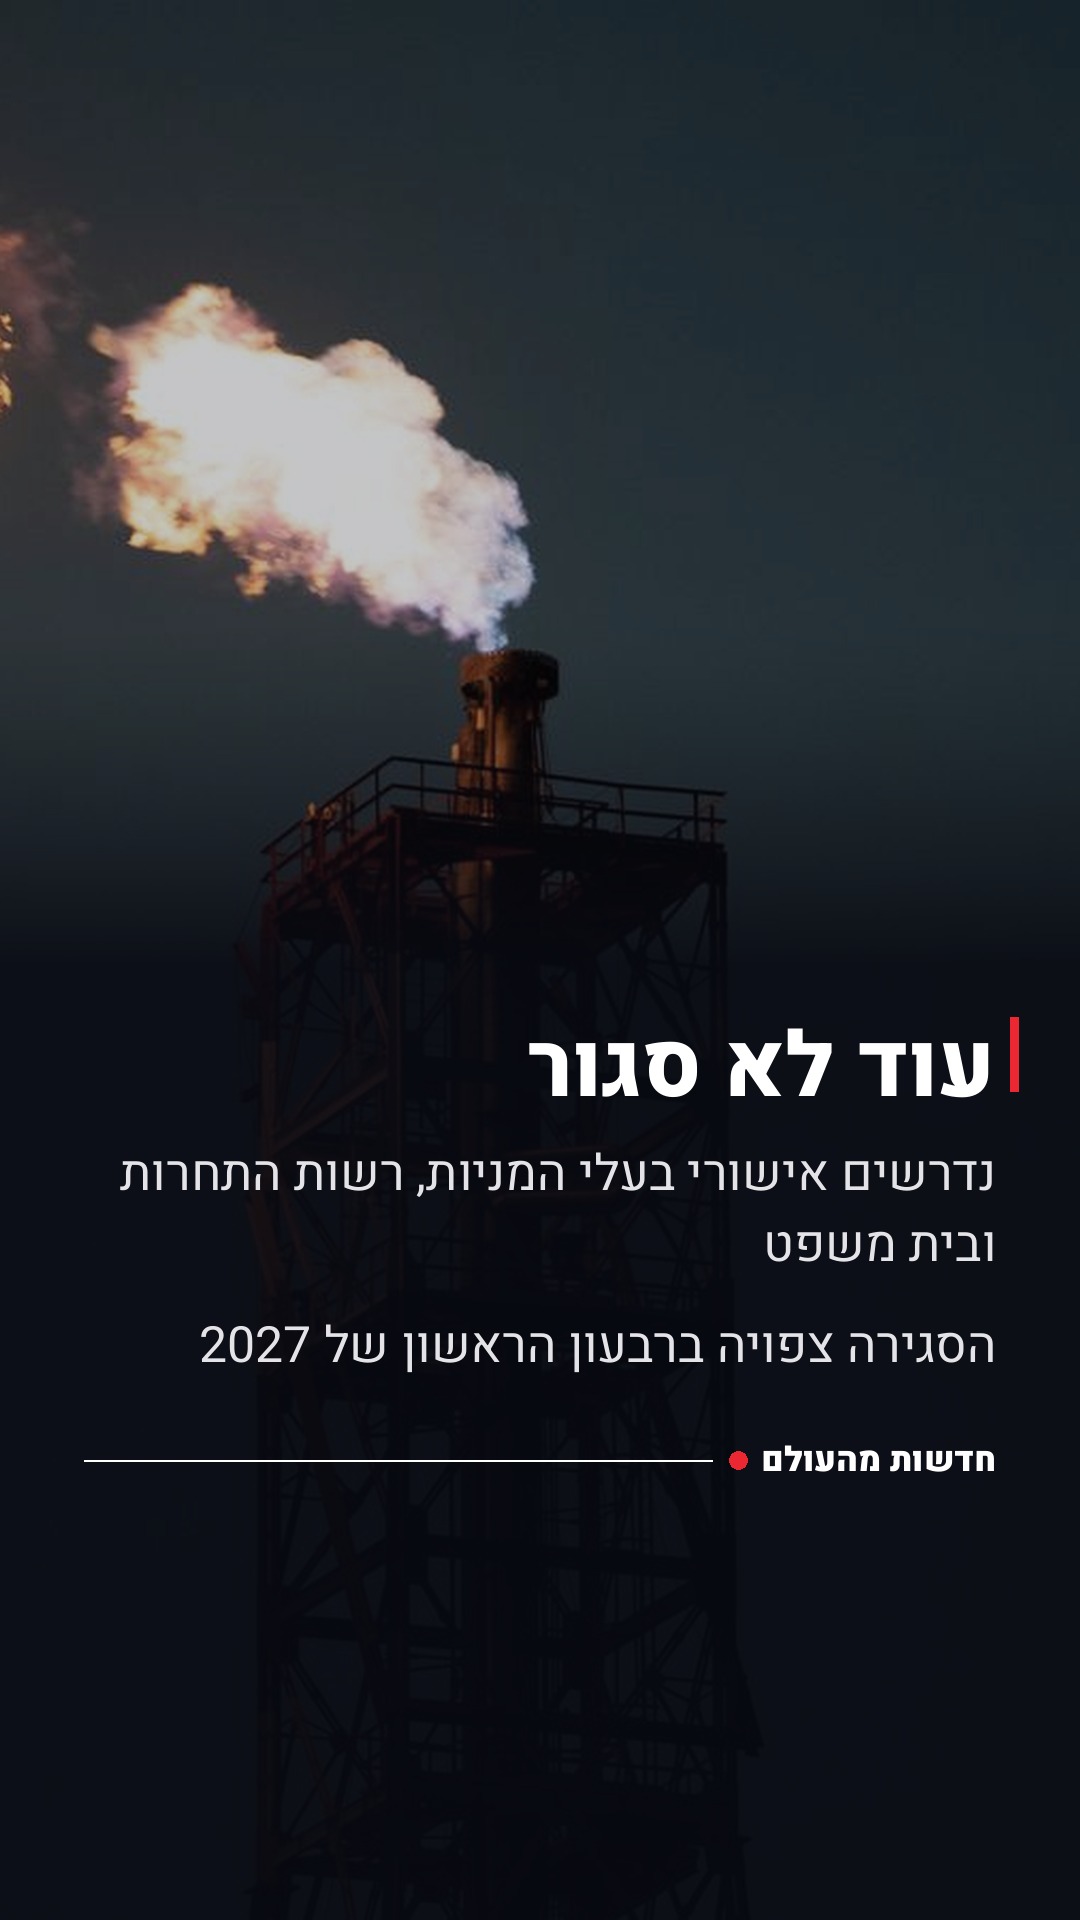 עוד לא סגור
נדרשים אישורי בעלי המניות, רשות התחרות
ובית משפט
הסגירה צפויה ברבעון הראשון של 2027
חדשות מהעולם